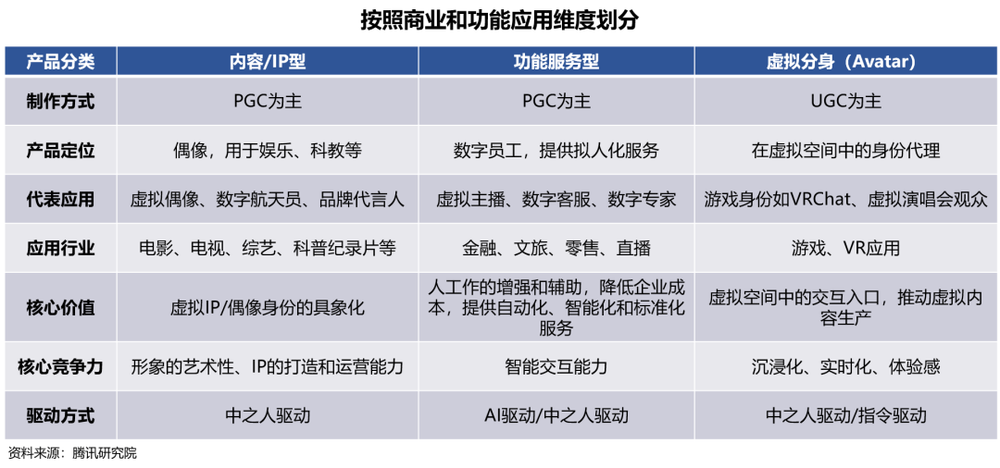 按照商业和功能应用维度划分
产品分类 内容/IP型 功能服务型 虚拟分身（Avatar）
制作方式 PGC为主 PGC为主 UGC为主
产品定位 偶像，用于娱乐、科教等 数字员工，提供拟人化服务 在虚拟空间中的身份代理
代表应用 虚拟偶像、数字航天员、品牌代言人 虚拟主播、数字客服、数字专家 游戏身份如VRChat、虚拟演唱会观众
应用行业 电影、电视、综艺、科普纪录片等 金融、文旅、零售、直播 游戏、VR应用
核心价值 虚拟IP/偶像身份的具象化
人工作的增强和辅助，降低企业成
本，提供自动化、智能化和标准化
服务
虚拟空间中的交互入口，推动虚拟内
容生产
核心竞争力 形象的艺术性、IP的打造和运营能力 智能交互能力 沉浸化、实时化、体验感
驱动方式 中之人驱动 AI驱动/中之人驱动 中之人驱动/指令驱动
资料来源：腾讯研究院